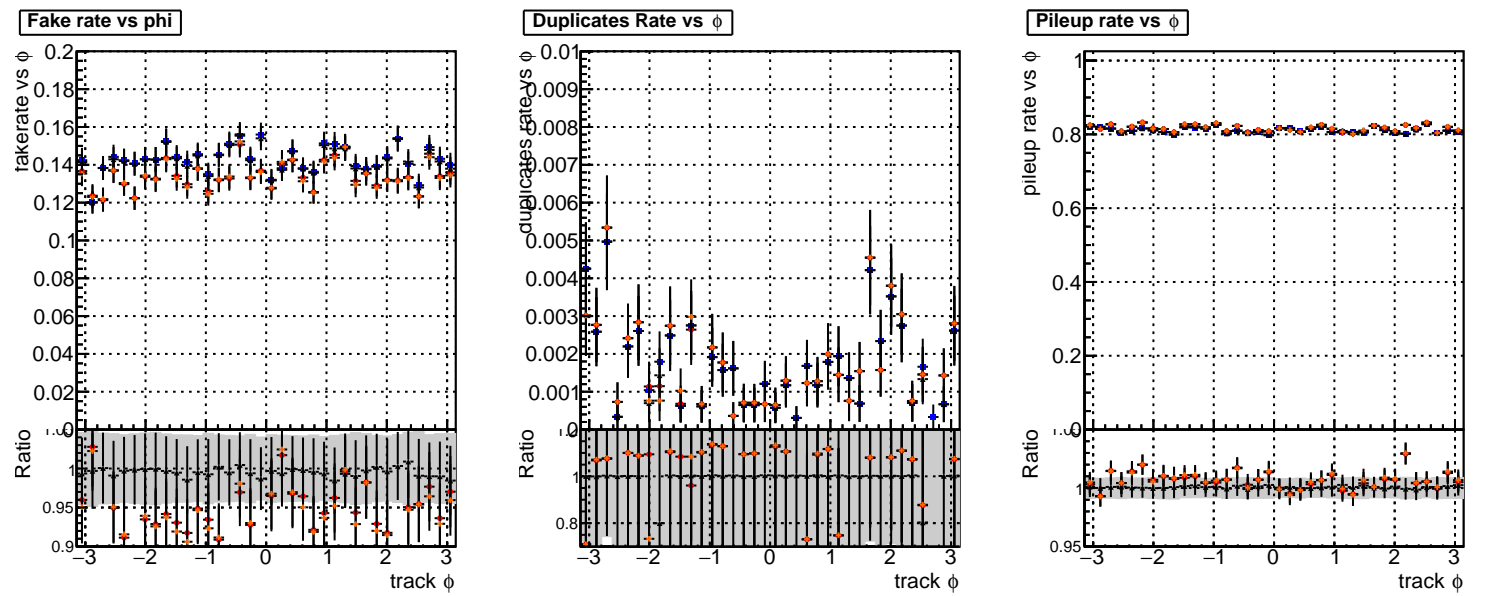 Fake rate vs phi
fakerate vs ϕ
0.2
0.18
0.16
0.14
0.12
0.1
0.08
0.06
0.04
0.02
0
Ratio
1
0.95
0.9
−3 −2 −1 0 1 2 3
track ϕ
Duplicates Rate vs ϕ
duplicates rate vs ϕ
0.01
0.009
0.008
0.007
0.006
0.005
0.004
0.003
0.002
0.001
0
Ratio
1
0.8
−3 −2 −1 0 1 2 3
track ϕ
Pileup rate vs ϕ
pileup rate vs ϕ
1
0.8
0.6
0.4
0.2
0
Ratio
1
0.95
−3 −2 −1 0 1 2 3
track ϕ